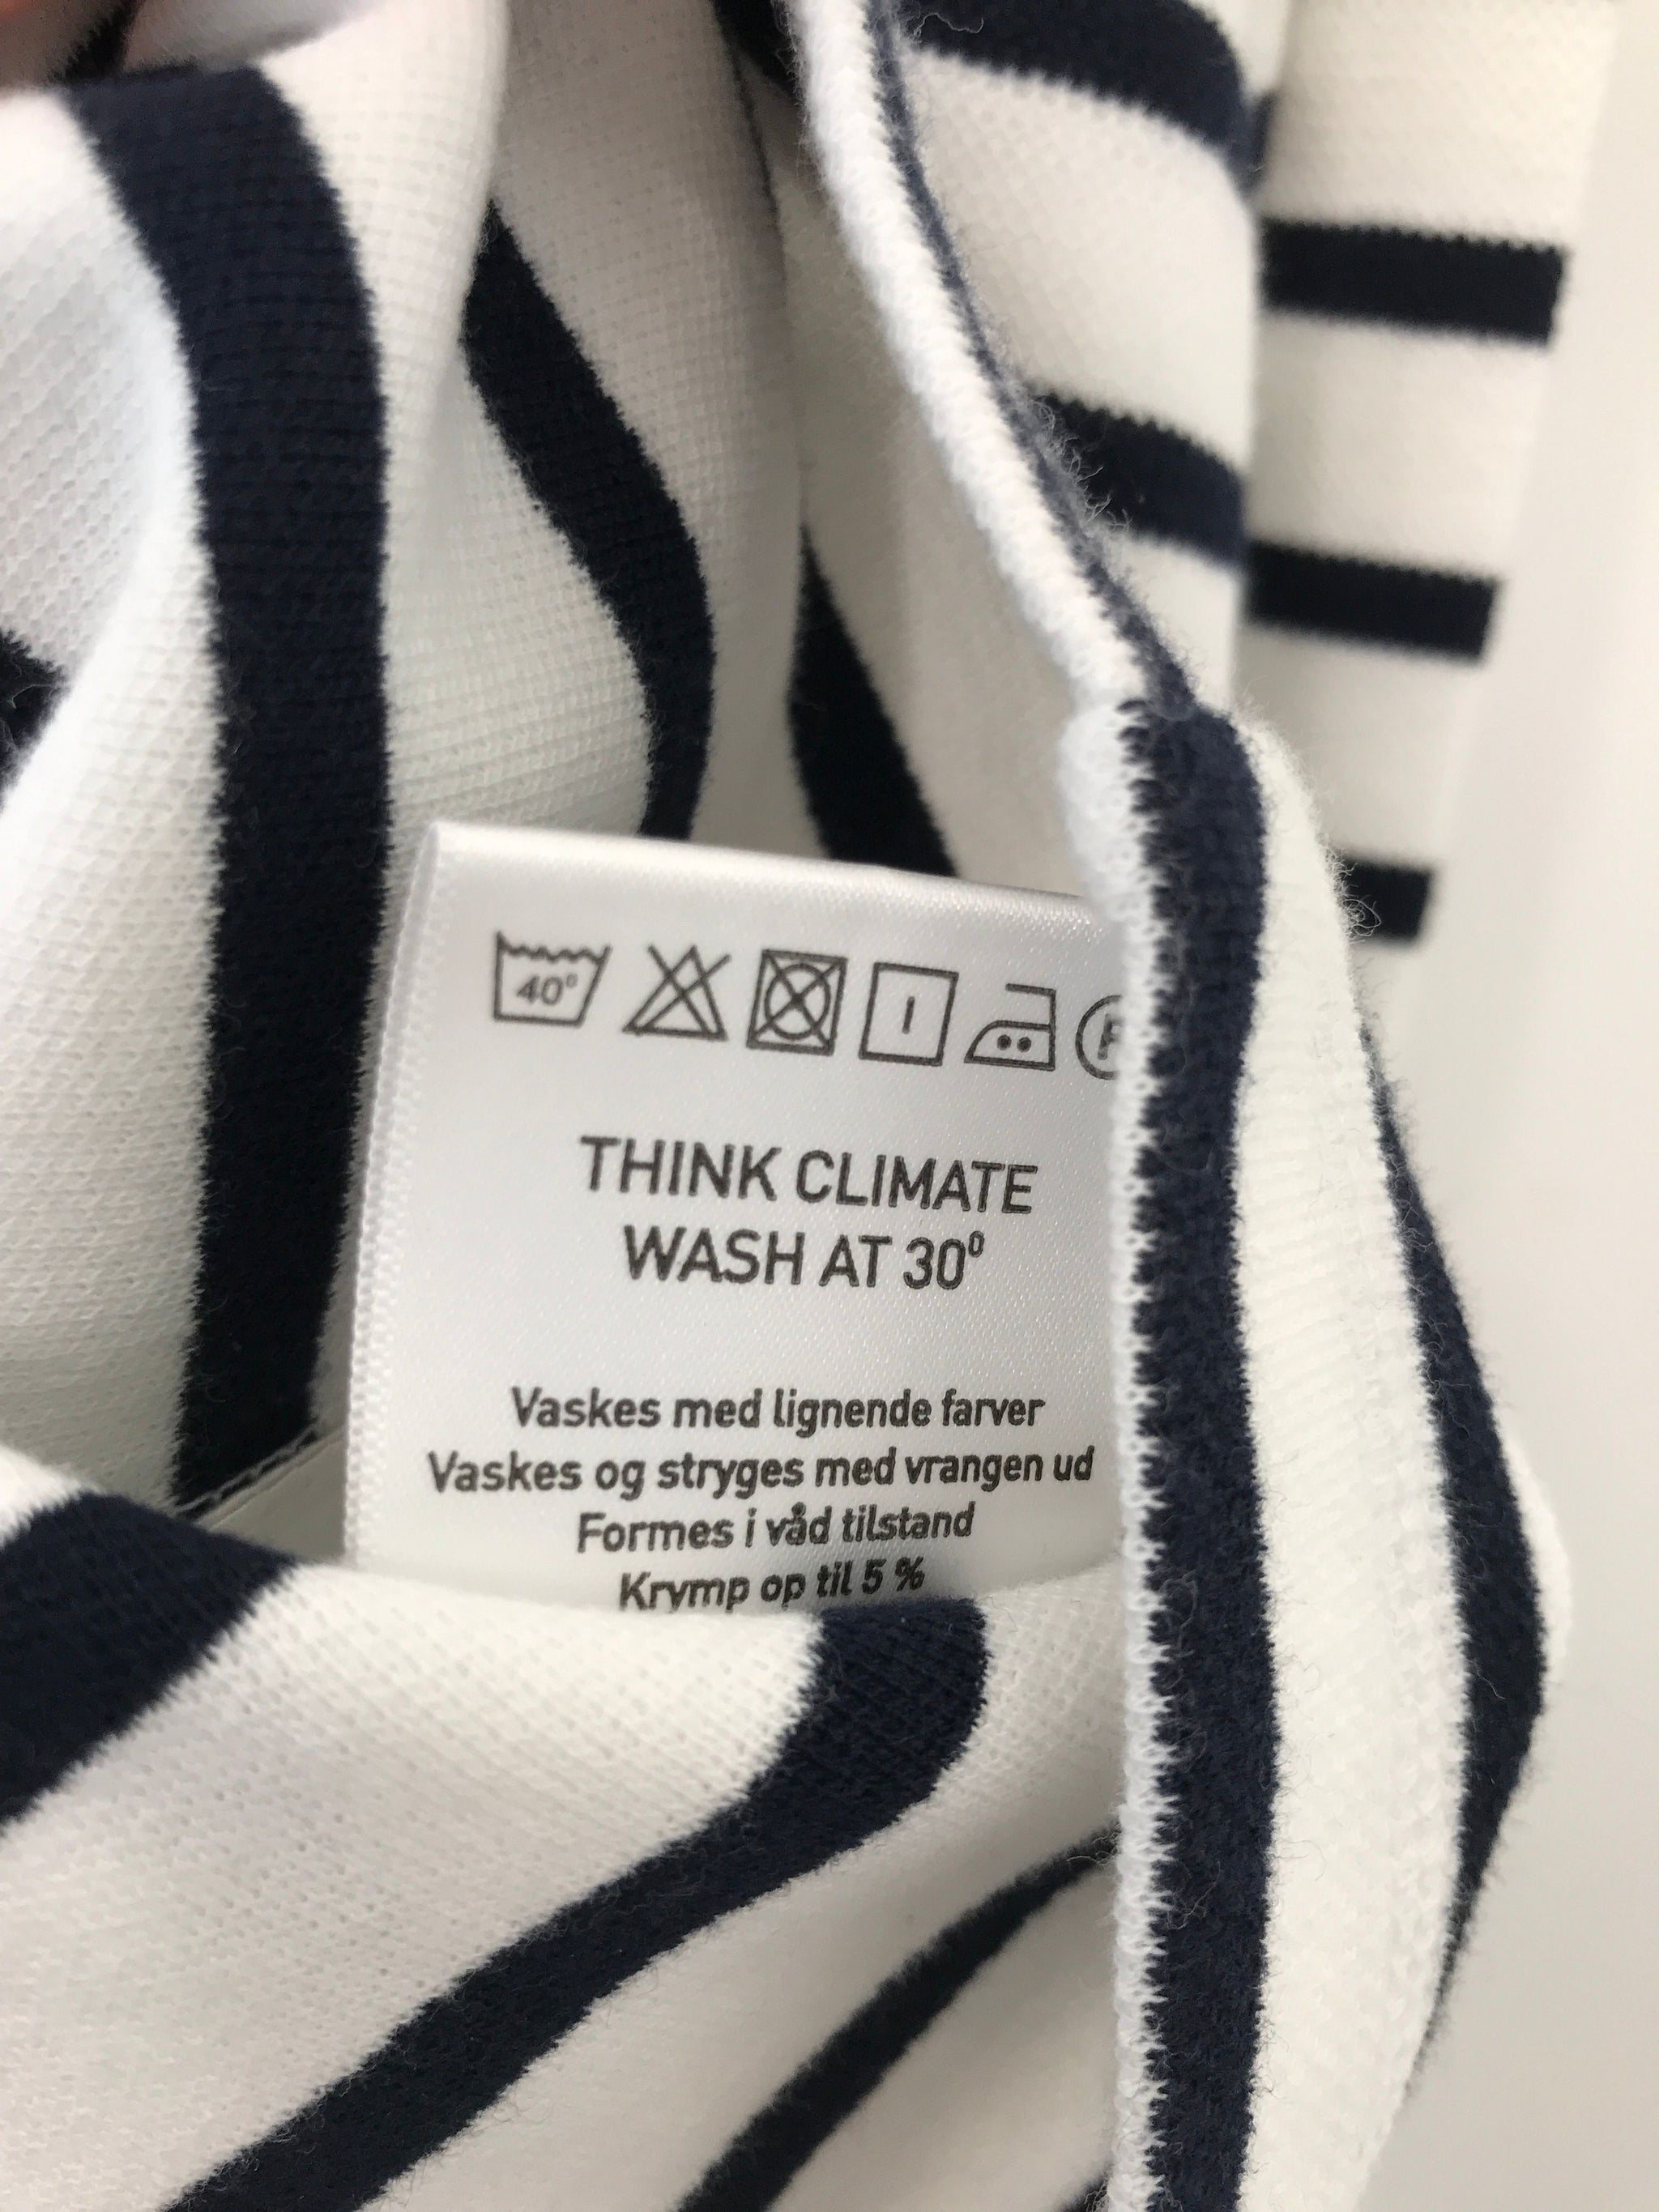 40°
THINK CLIMATE
WASH AT 30°
Vaskes med lignende farver
Vaskes og stryges med vrangen ud
Formes i våd tilstand
Krymp op til 5 %